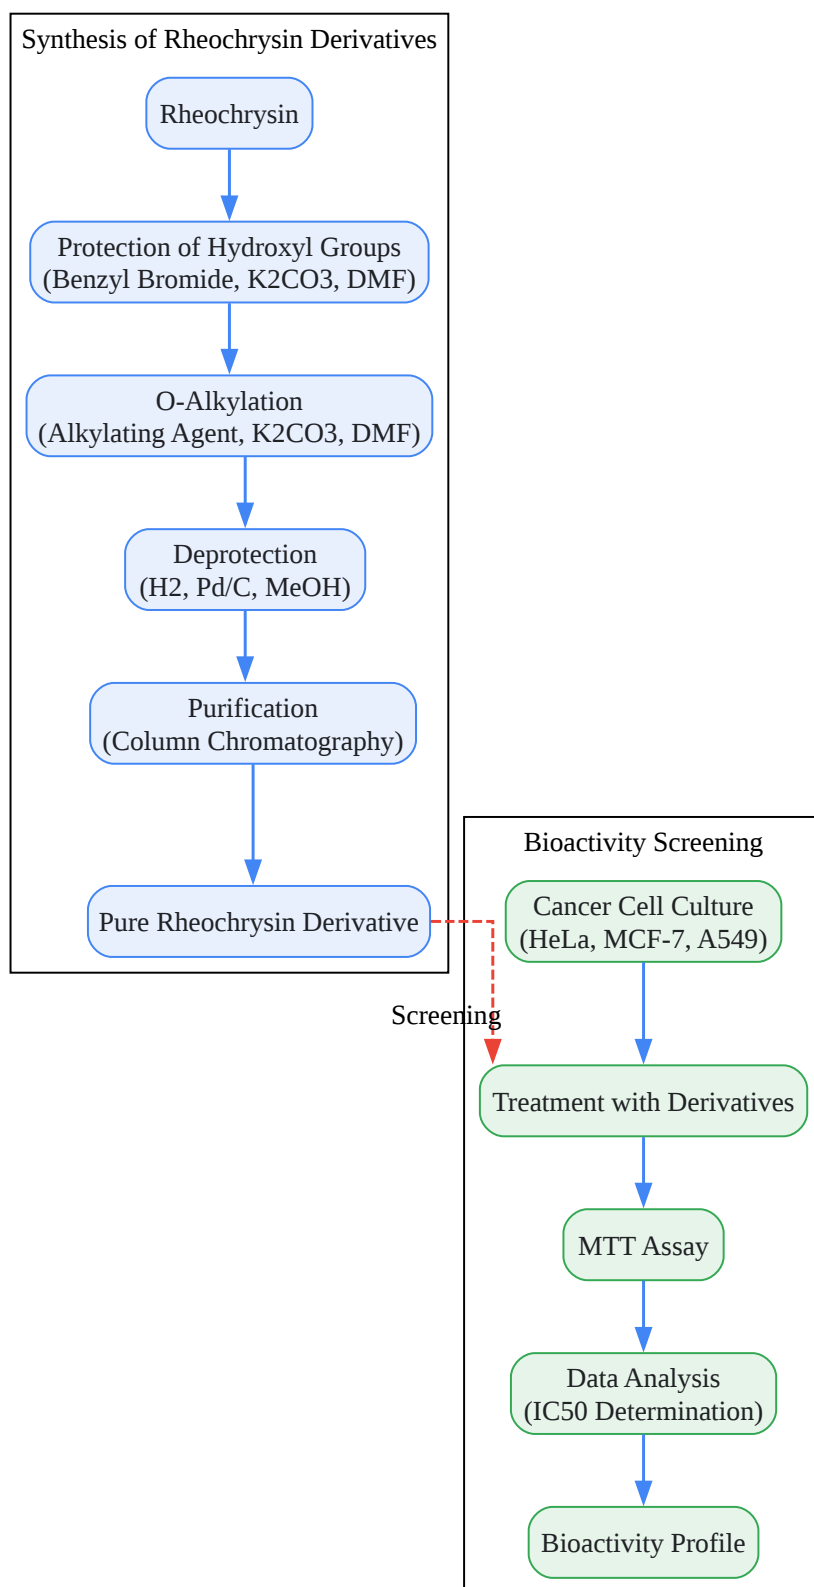 Synthesis of Rheochrysin Derivatives
Rheochrysin
Protection of Hydroxyl Groups
(Benzyl Bromide, K2CO3, DMF)
O-Alkylation
(Alkylating Agent, K2CO3, DMF)
Deprotection
(H2, Pd/C, MeOH)
Purification
(Column Chromatography)
Pure Rheochrysin Derivative
Screening
Bioactivity Screening
Cancer Cell Culture
(HeLa, MCF-7, A549)
Treatment with Derivatives
MTT Assay
Data Analysis
(IC50 Determination)
Bioactivity Profile